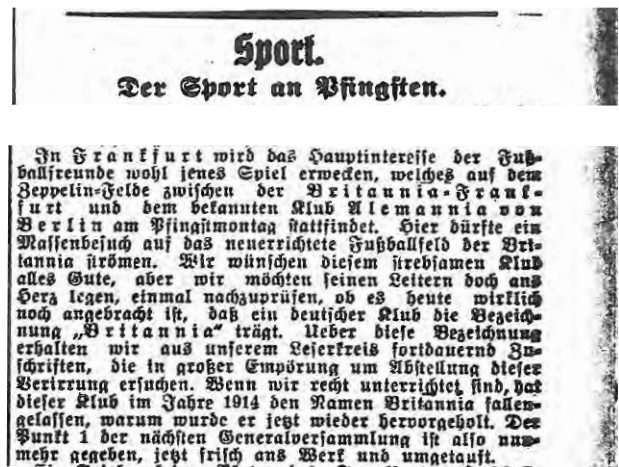 Sport.
Der Sport an Pfingsten.
In Frankfurt wird das Hauptinteresse der Fuß-
ballfreunde wohl jenes Spiel erwecken, welches auf dem
Zeppelin-Felde zwischen der Britannia-Frank-
furt und dem bekannten Klub Alemannia von
Berlin am Pfingstmontag stattfindet. Hier dürfte ein
Massenbesuch auf das neuerrichtete Fußballfeld der Bri-
tannia strömen. Wir wünschen diesem strebsamen Klub
alles Gute, aber wir möchten seinen Leitern doch ans
Herz legen, einmal nachzuprüfen, ob es heute wirklich
noch angebracht ist, daß ein deutscher Klub die Bezeich-
nung „Britannia“ trägt. Ueber diese Bezeichnung
erhalten wir aus unserem Leserkreis fortdauernd Zu-
schriften, die in großer Empörung um Abstellung dieser
Verirrung ersuchen. Wenn wir recht unterrichtet sind, hat
dieser Klub im Jahre 1914 den Namen Britannia fallen-
gelassen, warum wurde er jetzt wieder hervorgeholt. Der
Punkt 1 der nächsten Generalversammlung ist also nun-
mehr gegeben, jetzt frisch ans Werk und umgetauft.